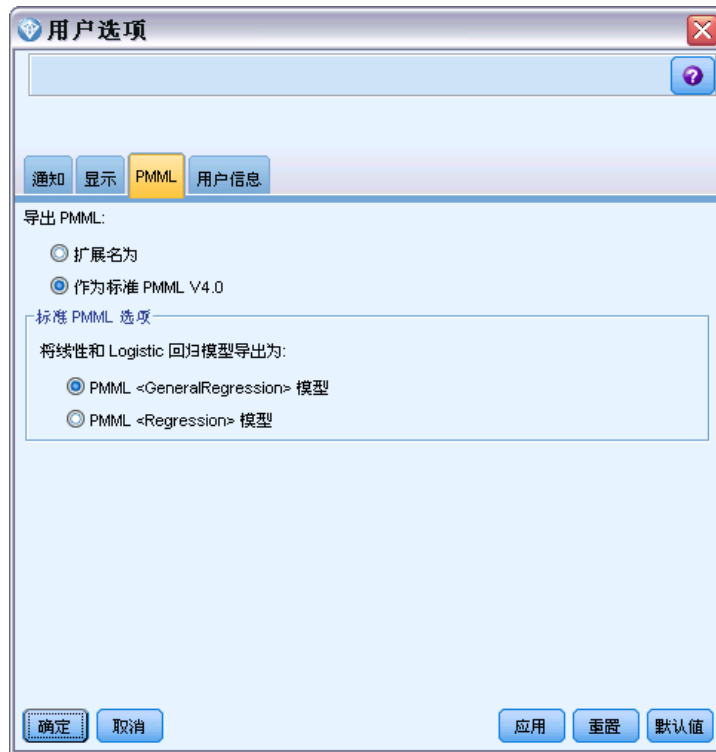 用户选项
?
通知 显示 PMML 用户信息
导出 PMML:
扩展名为
作为标准 PMML V4.0
标准 PMML 选项
将线性和 Logistic 回归模型导出为:
PMML <GeneralRegression> 模型
PMML <Regression> 模型
确定 取消 应用 重置 默认值